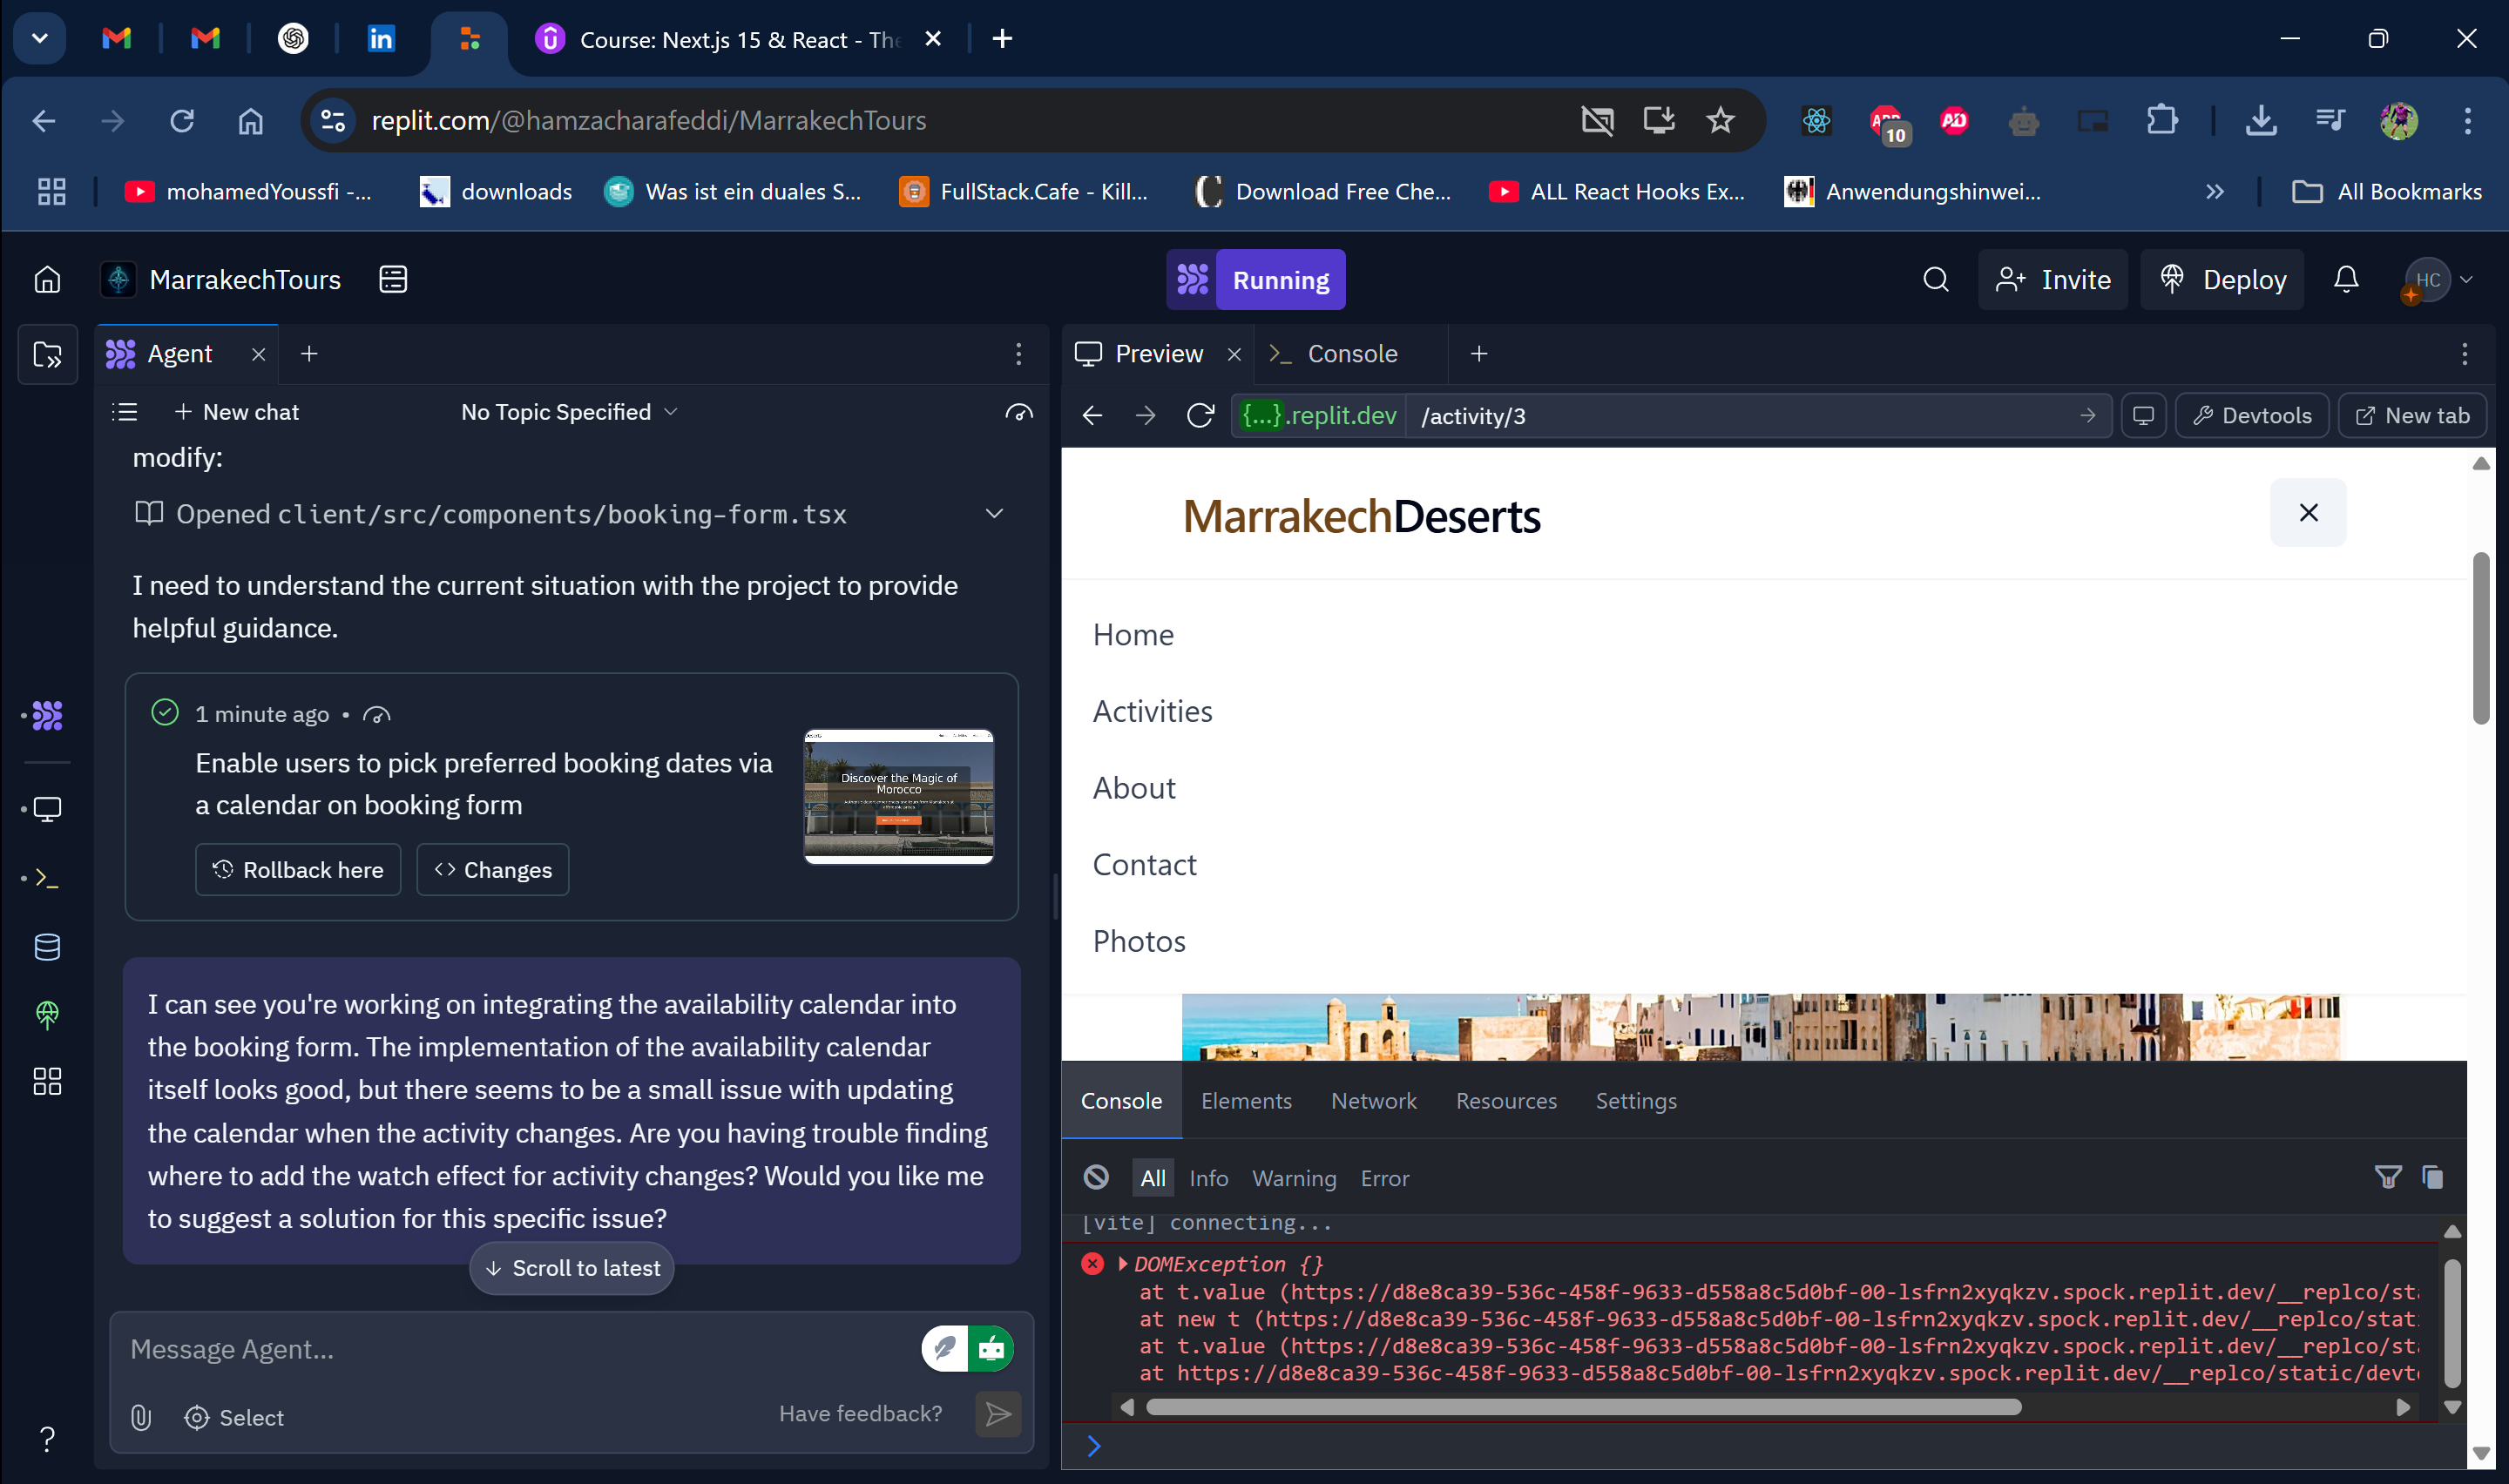 Course: Next.js 15 & React - The
replit.com/@hamzacharafeddi/MarrakechTours
10
mohamedYoussfi -...
downloads
Was ist ein duales S...
FullStack.Cafe - Kill...
Download Free Che...
ALL React Hooks Ex...
Anwendungshinwei...
All Bookmarks
MarrakechTours
Running
Invite
Deploy
HC
Agent
New chat
No Topic Specified
modify:
Opened client/src/components/booking-form.tsx
I need to understand the current situation with the project to provide
helpful guidance.
1 minute ago •
Enable users to pick preferred booking dates via
a calendar on booking form
Discover the Magic of
Morocco
Rollback here
Changes
I can see you're working on integrating the availability calendar into
the booking form. The implementation of the availability calendar
itself looks good, but there seems to be a small issue with updating
the calendar when the activity changes. Are you having trouble finding
where to add the watch effect for activity changes? Would you like me
to suggest a solution for this specific issue?
Scroll to latest
Message Agent...
Select
Have feedback?
Preview
Console
{...}.replit.dev
/activity/3
Devtools
New tab
MarrakechDeserts
Home
Activities
About
Contact
Photos
Console
Elements
Network
Resources
Settings
All
Info
Warning
Error
[vite] connecting...
DOMException {}
at t.value (https://d8e8ca39-536c-458f-9633-d558a8c5d0bf-00-lsfrn2xyqkzv.spock.replit.dev/__replco/sta
at new t (https://d8e8ca39-536c-458f-9633-d558a8c5d0bf-00-lsfrn2xyqkzv.spock.replit.dev/__replco/stat
at t.value (https://d8e8ca39-536c-458f-9633-d558a8c5d0bf-00-lsfrn2xyqkzv.spock.replit.dev/__replco/sta
at https://d8e8ca39-536c-458f-9633-d558a8c5d0bf-00-lsfrn2xyqkzv.spock.replit.dev/__replco/static/devt